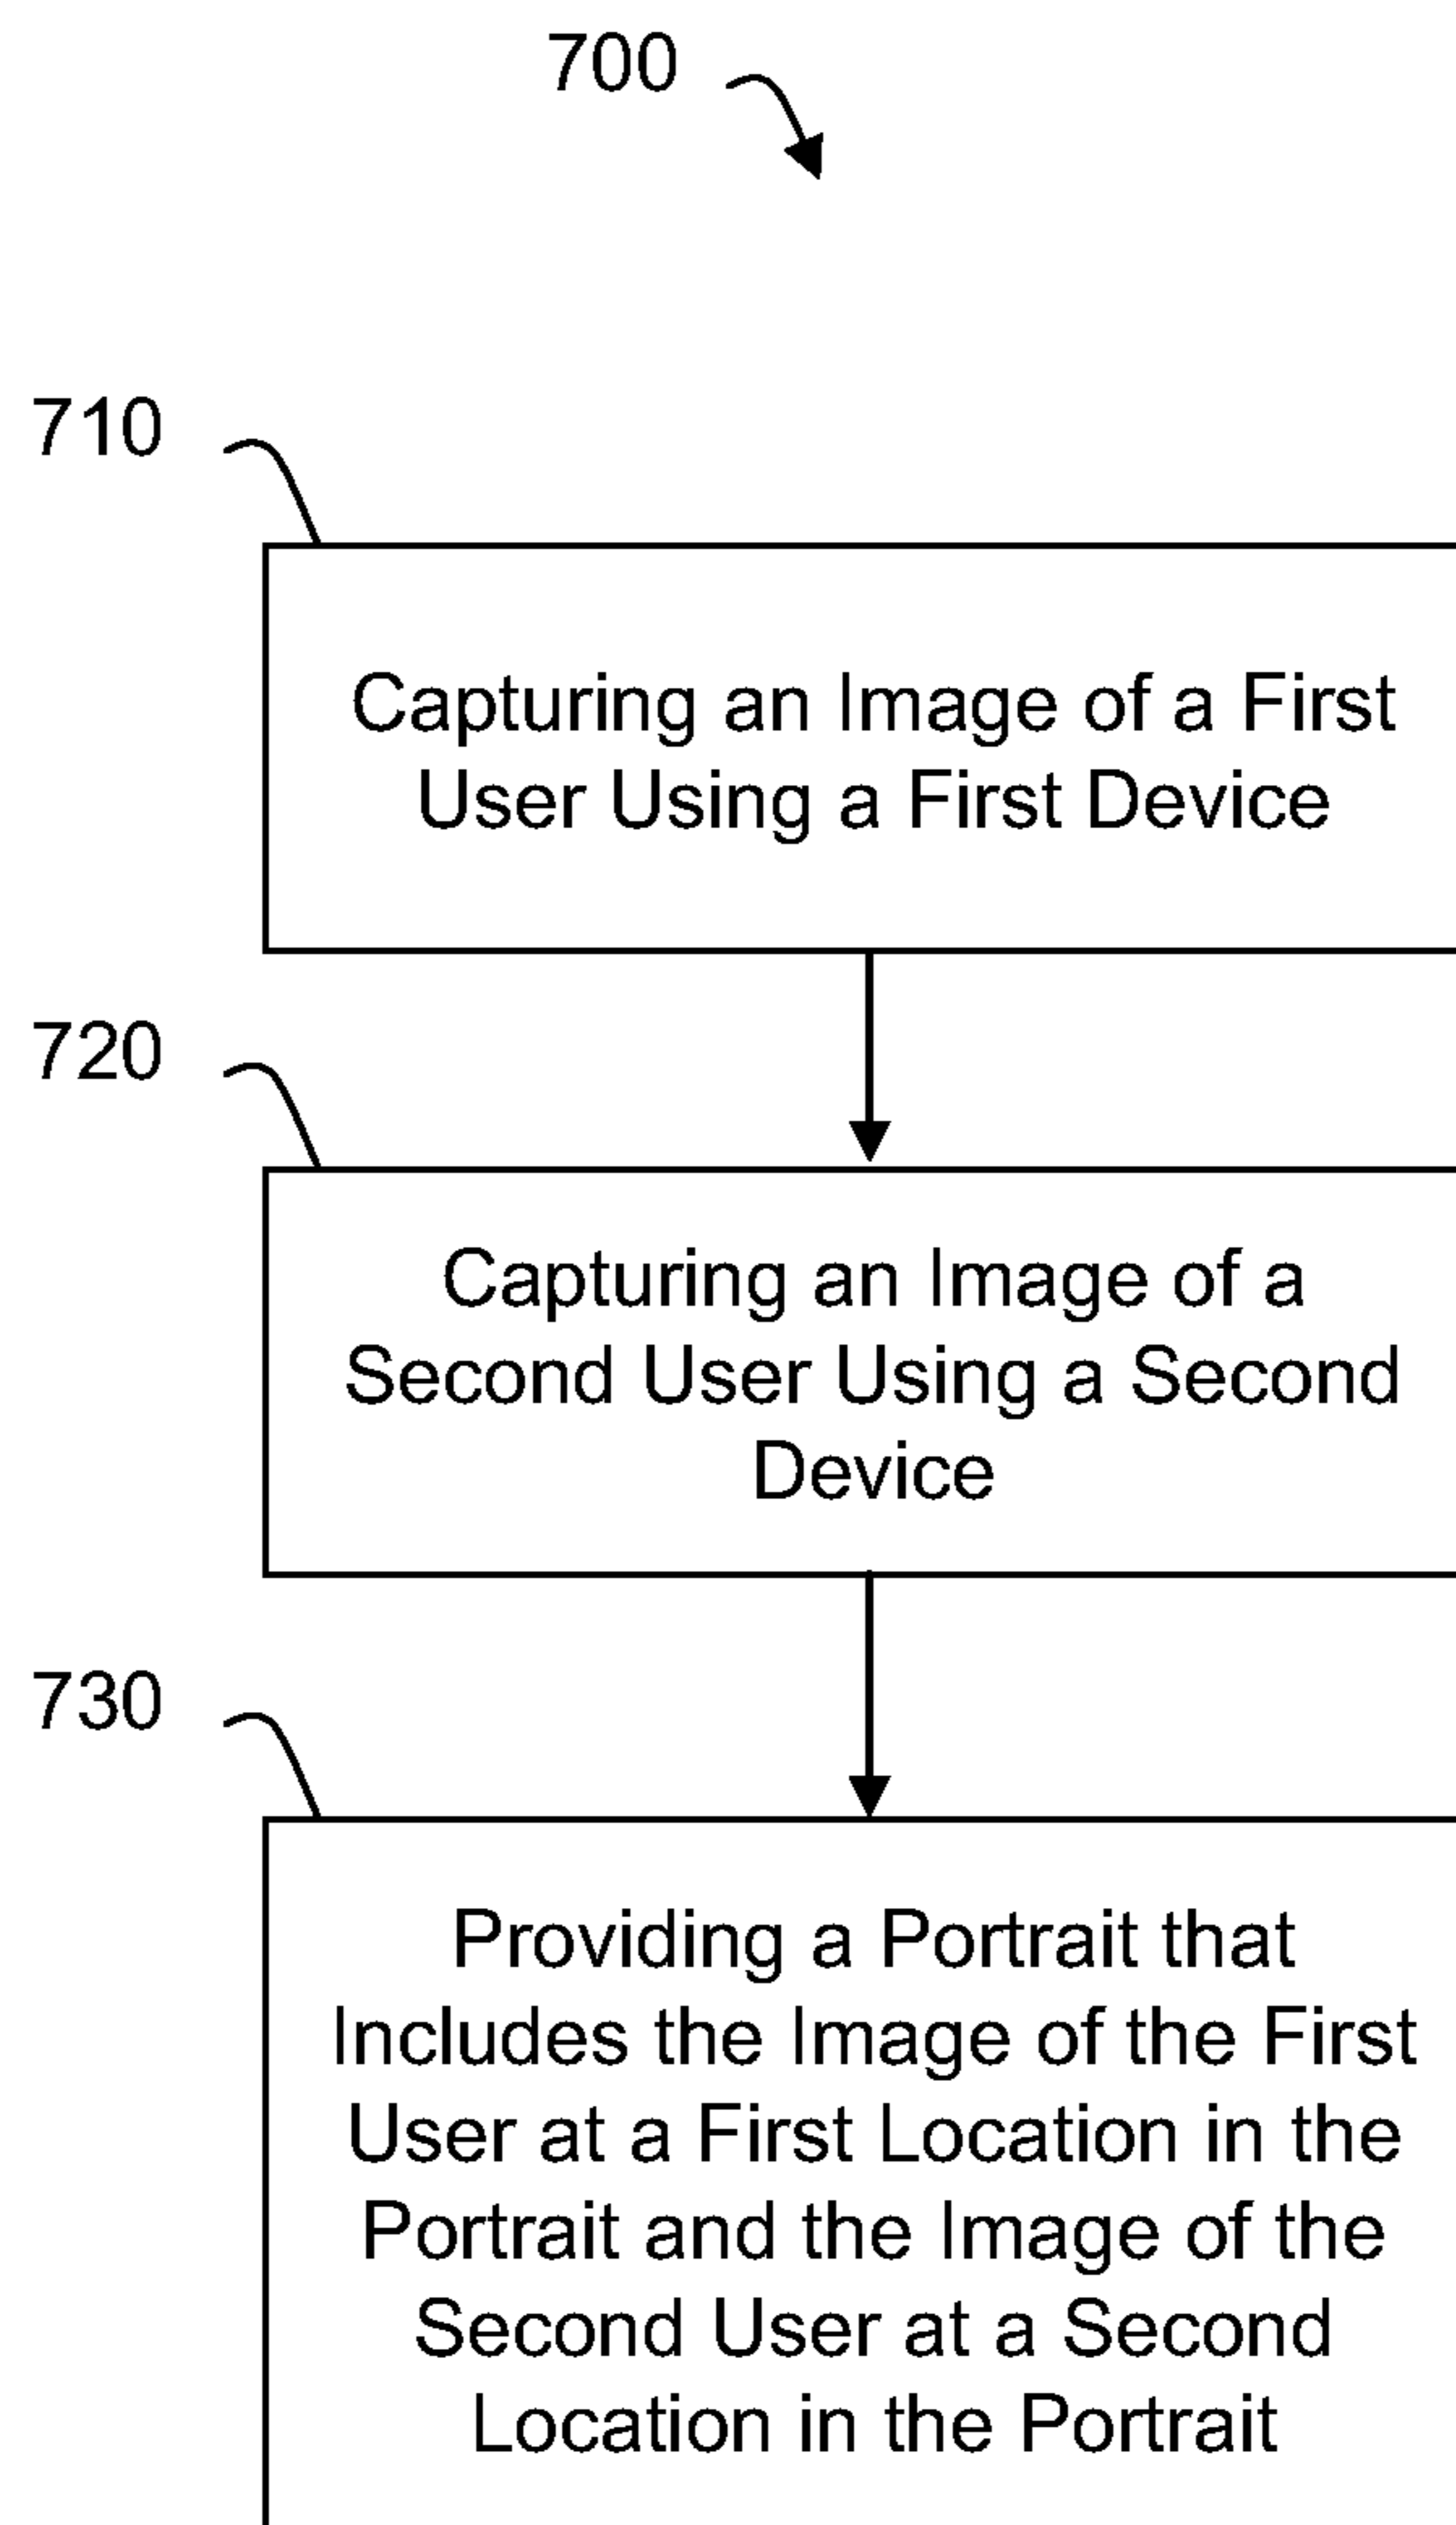 700
710
Capturing an Image of a First
User Using a First Device
720
Capturing an Image of a
Second User Using a Second
Device
730
Providing a Portrait that
Includes the Image of the First
User at a First Location in the
Portrait and the Image of the
Second User at a Second
Location in the Portrait